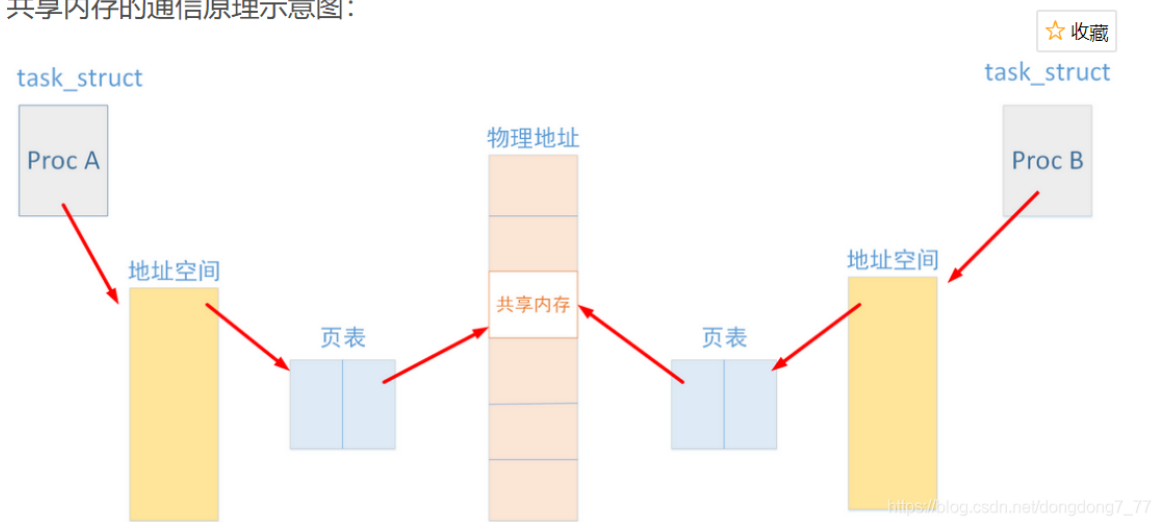 共享内存的通信原理示意图：
收藏
task_struct
task_struct
Proc A
物理地址
Proc B
地址空间
地址空间
共享内存
页表
页表
https://blog.csdn.net/dongdong7_77